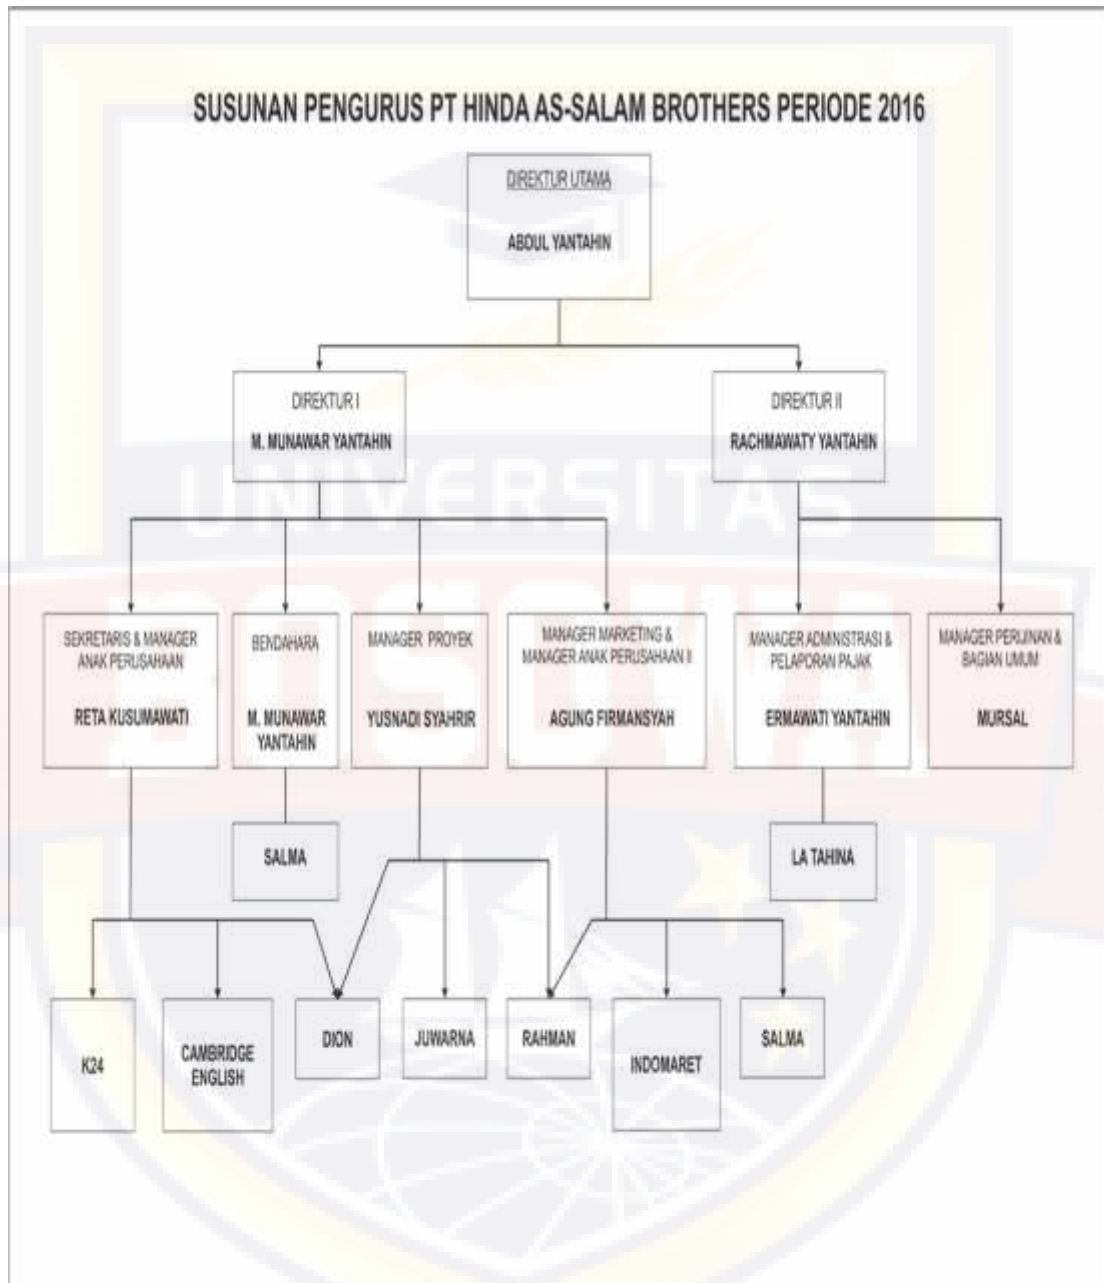 SUSUNAN PENGURUS PT HINDA AS-SALAM BROTHERS PERIODE 2016
DIREKTUR UTAMA
ABDUL YANTAHIN
DIREKTUR I
M. MUNAWAR YANTAHIN
DIREKTUR II
RACHMAWATY YANTAHIN
UNIVERSITAS
BOSOWA
SEKRETARIS & MANAGER
ANAK PERUSAHAAN
RETA KUSUMAWATI
BENDAHARA
M. MUNAWAR
YANTAHIN
MANAGER PROYEK
YUSNADI SYAHRIR
MANAGER MARKETING &
MANAGER ANAK PERUSAHAAN II
AGUNG FIRMANSYAH
MANAGER ADMINISTRASI &
PELAPORAN PAJAK
ERMAWATI YANTAHIN
MANAGER PERIJINAN &
BAGIAN UMUM
MURSAL
SALMA
LA TAHINA
K24
CAMBRIDGE
ENGLISH
DION
JUWARNA
RAHMAN
INDOMARET
SALMA